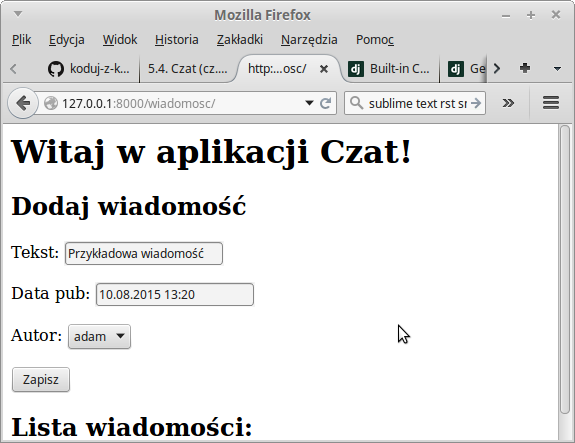 Mozilla Firefox
Plik Edycja Widok Historia Zakładki Narzędzia Pomoc
koduj-z-k... 5.4. Czat (cz.... http:...osc/ Built-in C... Ge
127.0.0.1:8000/wiadomosc/ sublime text rst sn
Witaj w aplikacji Czat!
Dodaj wiadomość
Tekst: Przykładowa wiadomość
Data pub: 10.08.2015 13:20
Autor: adam
Zapisz
Lista wiadomości: